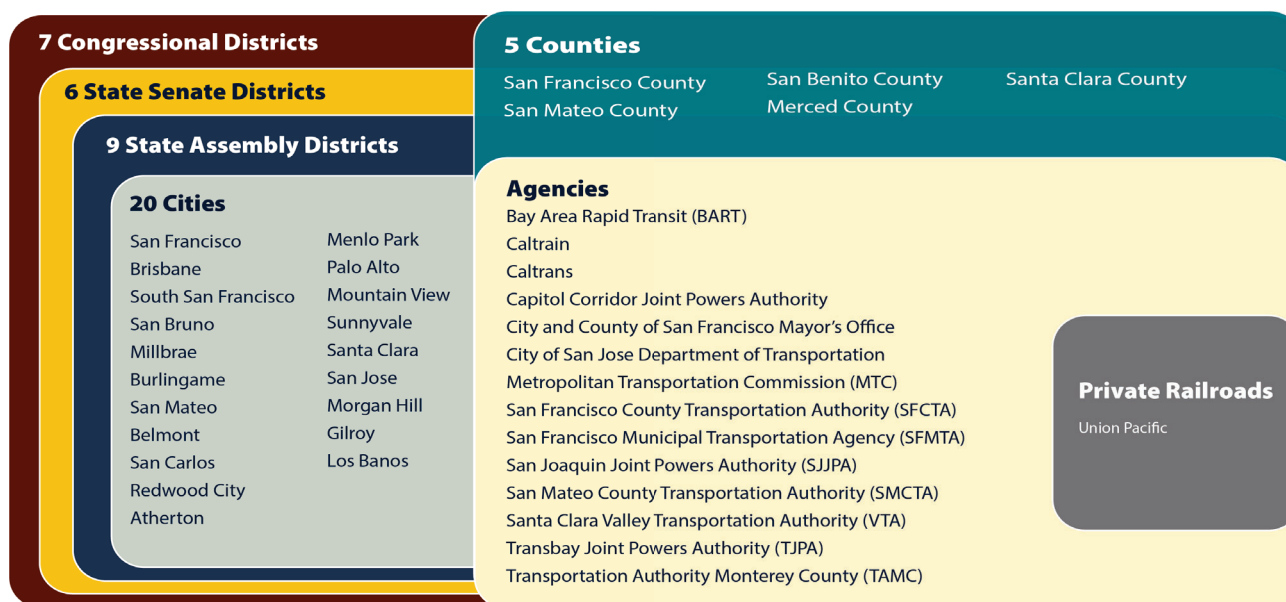 7 Congressional Districts
6 State Senate Districts
9 State Assembly Districts
20 Cities
San Francisco
Brisbane
South San Francisco
San Bruno
Millbrae
Burlingame
San Mateo
Belmont
San Carlos
Redwood City
Atherton
Menlo Park
Palo Alto
Mountain View
Sunnyvale
Santa Clara
San Jose
Morgan Hill
Gilroy
Los Banos
5 Counties
San Francisco County
San Mateo County
San Benito County
Merced County
Santa Clara County
Agencies
Bay Area Rapid Transit (BART)
Caltrain
Caltrans
Capitol Corridor Joint Powers Authority
City and County of San Francisco Mayor’s Office
City of San Jose Department of Transportation
Metropolitan Transportation Commission (MTC)
San Francisco County Transportation Authority (SFCTA)
San Francisco Municipal Transportation Agency (SFMTA)
San Joaquin Joint Powers Authority (SJJPA)
San Mateo County Transportation Authority (SMCTA)
Santa Clara Valley Transportation Authority (VTA)
Transbay Joint Powers Authority (TJPA)
Transportation Authority Monterey County (TAMC)
Private Railroads
Union Pacific